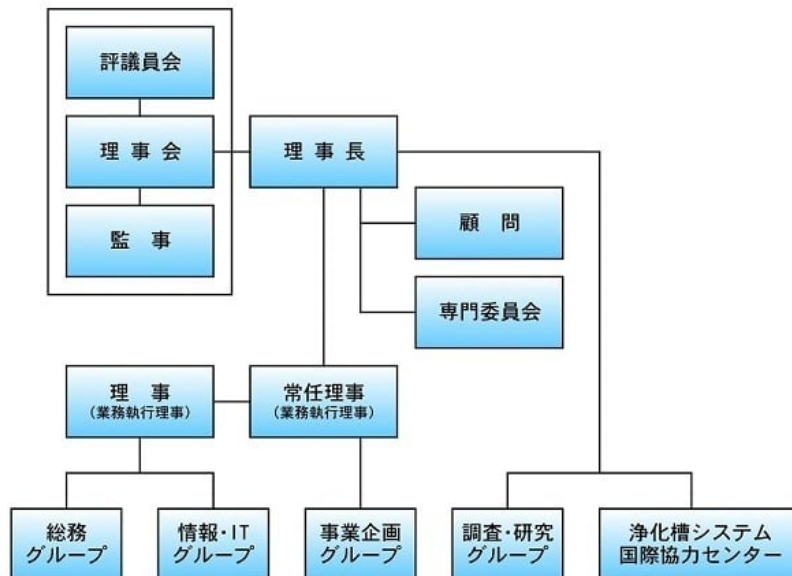 評議員会
理事会
理事長
監事
顧問
専門委員会
理事
(業務執行理事)
常任理事
(業務執行理事)
総務
グループ
情報・IT
グループ
事業企画
グループ
調査・研究
グループ
浄化槽システム
国際協力センター